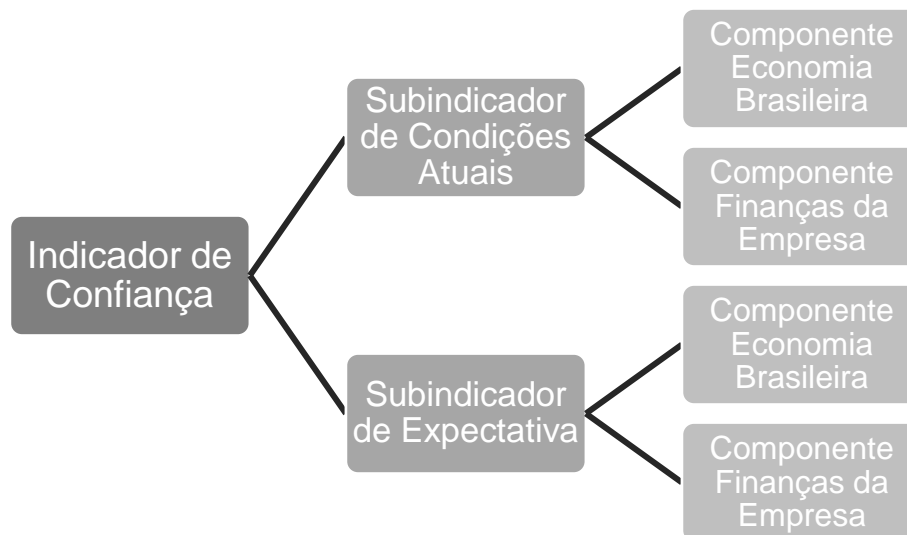 Indicador de
Confiança
Subindicador
de Condições
Atuais
Componente
Economia
Brasileira
Componente
Finanças da
Empresa
Subindicador
de Expectativa
Componente
Economia
Brasileira
Componente
Finanças da
Empresa